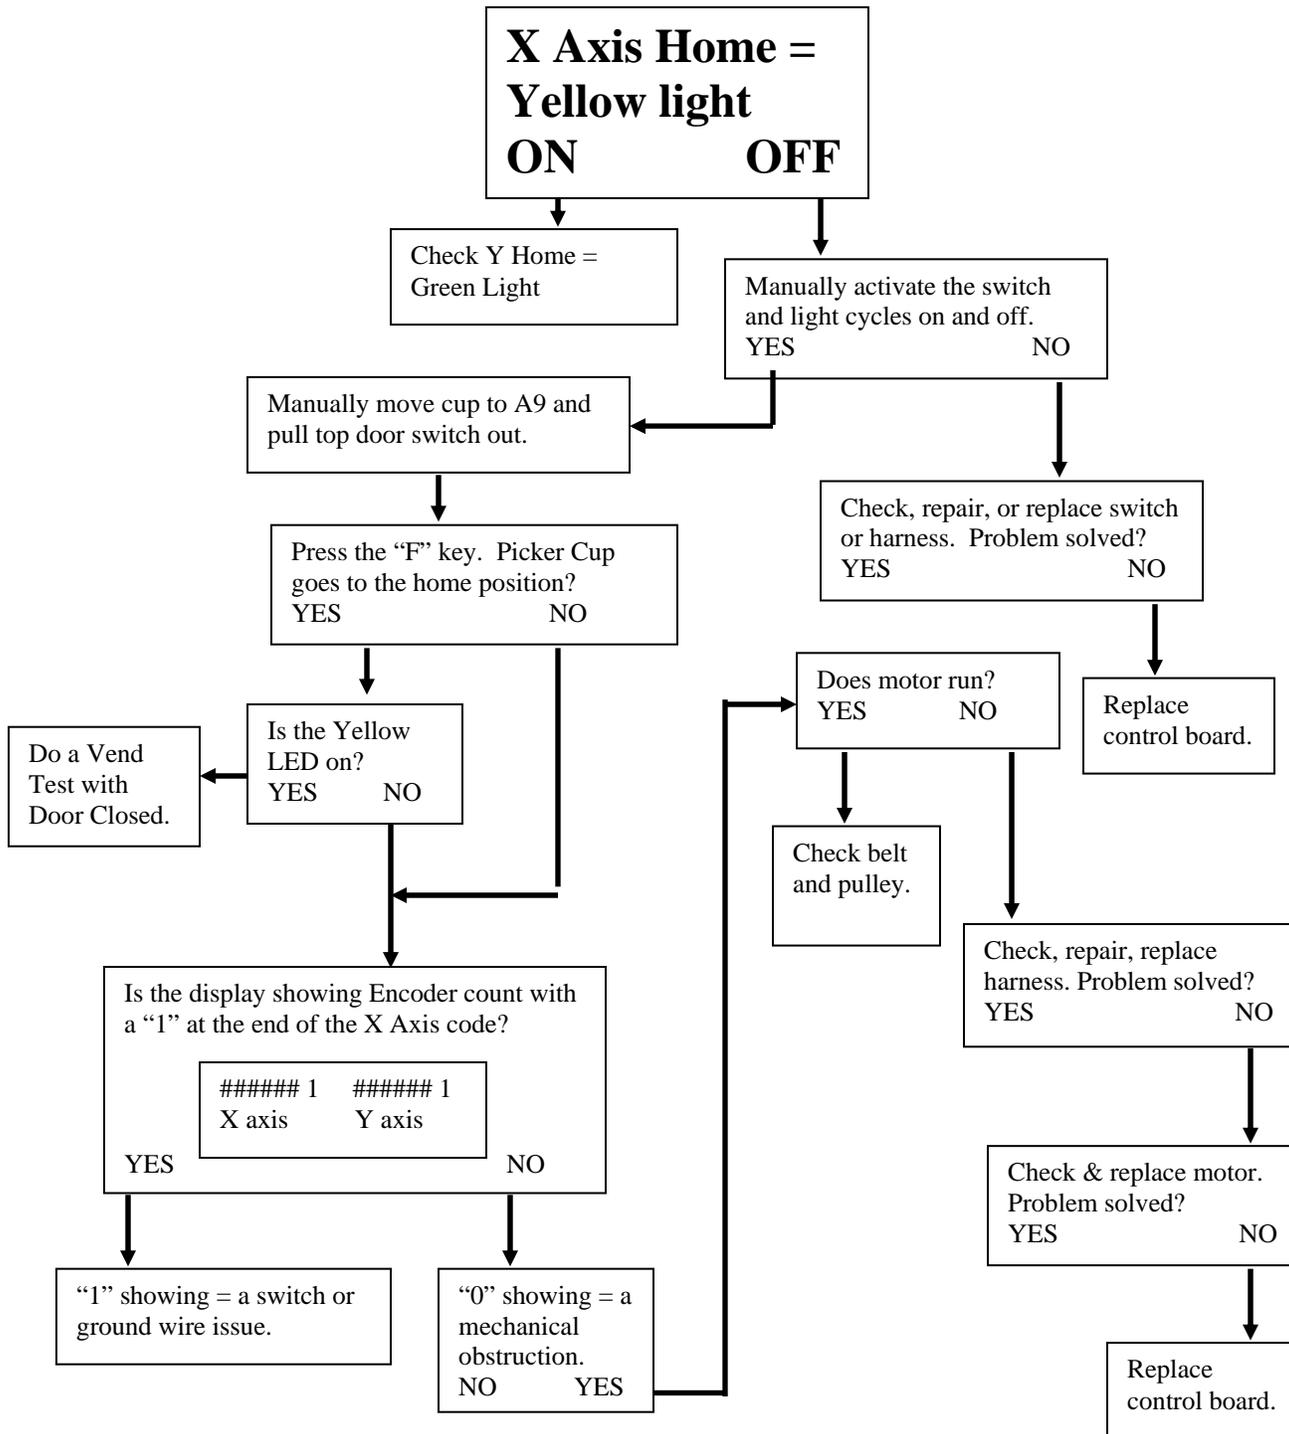 X Axis Home =
Yellow light
ON OFF
Check Y Home =
Green Light
Manually activate the switch
and light cycles on and off.
YES NO
Manually move cup to A9 and
pull top door switch out.
Check, repair, or replace switch
or harness. Problem solved?
YES NO
Press the “F” key. Picker Cup
goes to the home position?
YES NO
Does motor run?
YES NO
Replace
control board.
Is the Yellow
LED on?
YES NO
Do a Vend
Test with
Door Closed.
Check belt
and pulley.
Check, repair, replace
harness. Problem solved?
YES NO
Is the display showing Encoder count with
a “1” at the end of the X Axis code?
###### 1 ###### 1
X axis Y axis
YES NO
Check & replace motor.
Problem solved?
YES NO
“1” showing = a switch or
ground wire issue.
“0” showing = a
mechanical
obstruction.
NO YES
Replace
control board.